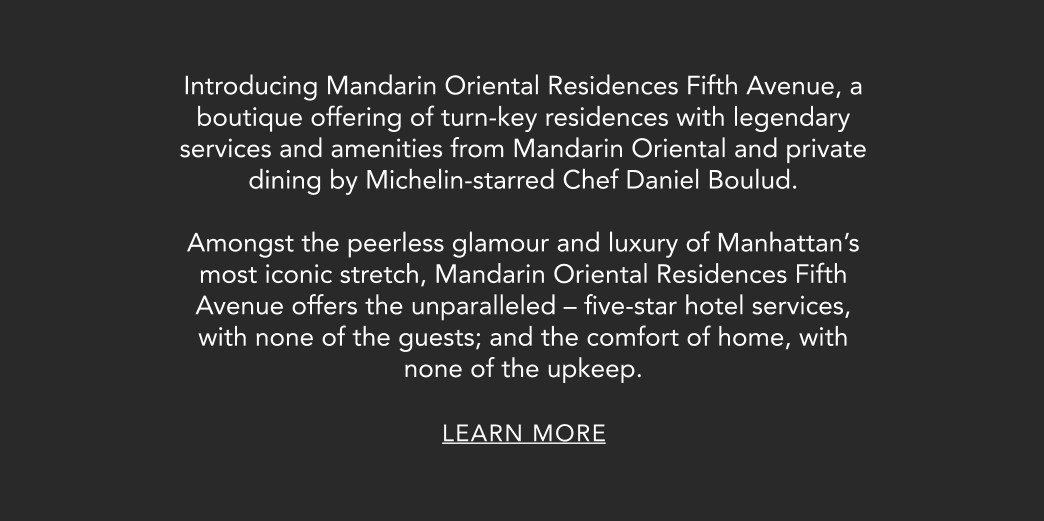 Introducing Mandarin Oriental Residences Fifth Avenue, a
boutique offering of turn-key residences with legendary
services and amenities from Mandarin Oriental and private
dining by Michelin-starred Chef Daniel Boulud.
Amongst the peerless glamour and luxury of Manhattan’s
most iconic stretch, Mandarin Oriental Residences Fifth
Avenue offers the unparalleled – five-star hotel services,
with none of the guests; and the comfort of home, with
none of the upkeep.
LEARN MORE